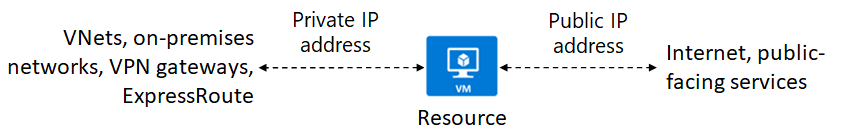 VNets, on-premises
networks, VPN gateways,
ExpressRoute
Private IP
address
VM
Resource
Public IP
address
Internet, public-
facing services